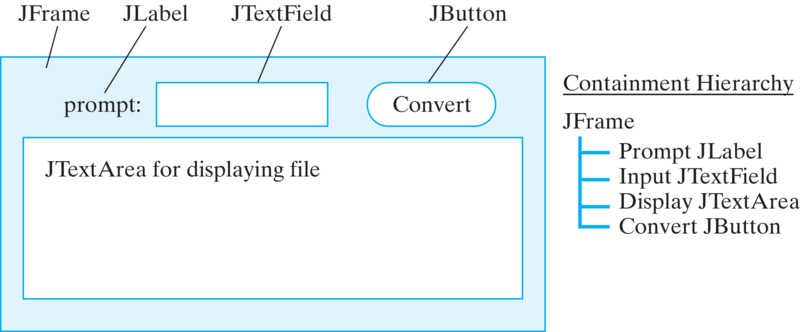 JFrame JLabel JTextField JButton
prompt: Convert
JTextArea for displaying file
Containment Hierarchy
JFrame
Prompt JLabel
Input JTextField
Display JTextArea
Convert JButton